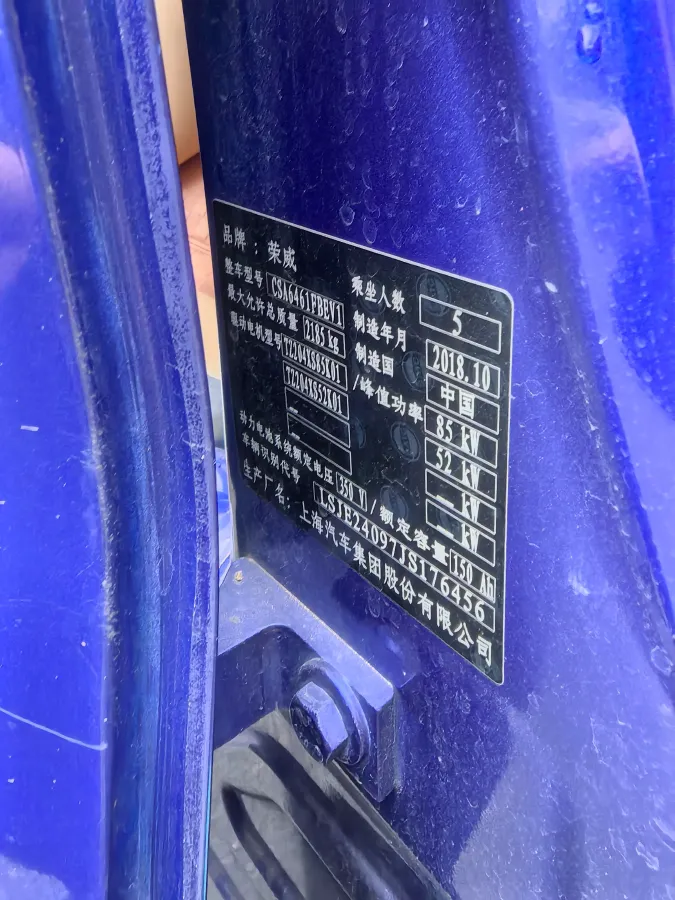 品牌：荣威
乘坐人数 5
整车型号 CSA6461FBEV1 制造年月 2018.10
最大允许总质量 2185 kg 制造国 中国
驱动电机型号 TZ204XS85K01 /峰值功率 85 kW
TZ204XS52K01 52 kW
— — kW
— — kW
动力电池系统额定电压 350 V / 额定容量 150 Ah
车辆识别代号 LSJE24097JS176456
生产厂名：上海汽车集团股份有限公司